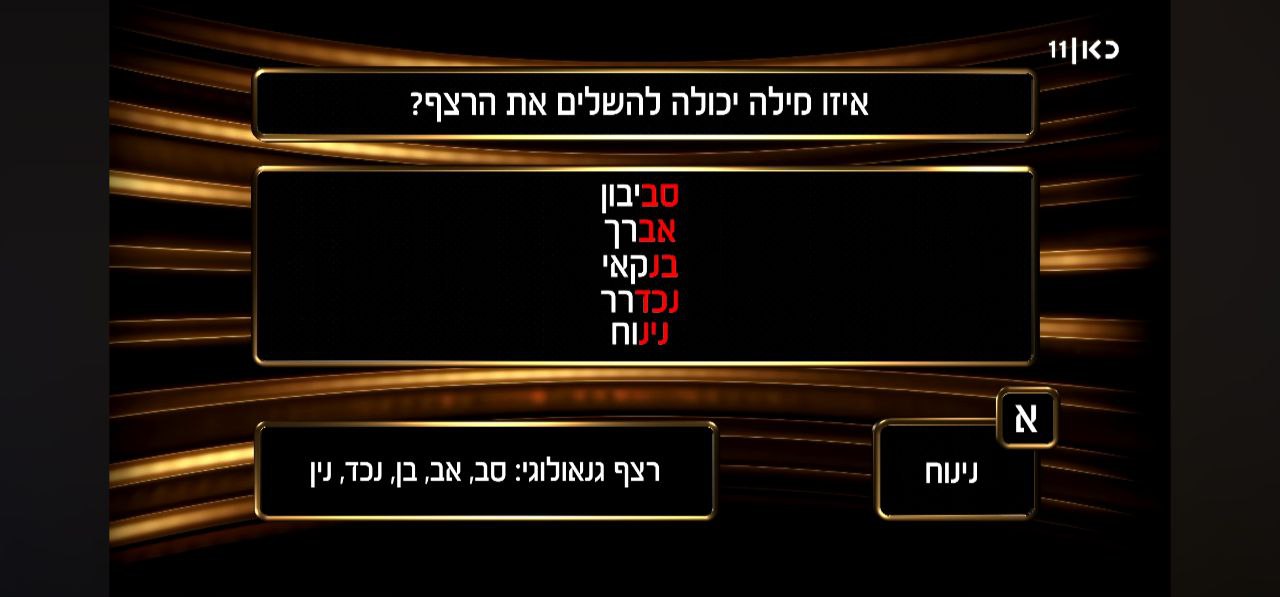 כאן|11
איזו מילה יכולה להשלים את הרצף?
סביבון
אברך
בנקאי
נכדרר
נינוח
א
נינוח
רצף גנאולוגי: סב, אב, בן, נכד, נין